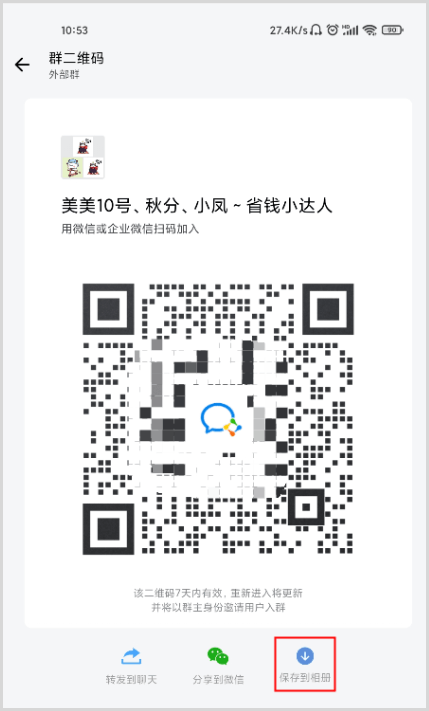 10:53 27.4K/s HD 90
群二维码
外部群
美美10号、秋分、小凤~省钱小达人
用微信或企业微信扫码加入
该二维码7天内有效，重新进入将更新
并将以群主身份邀请用户入群
转发到聊天 分享到微信 保存到相册